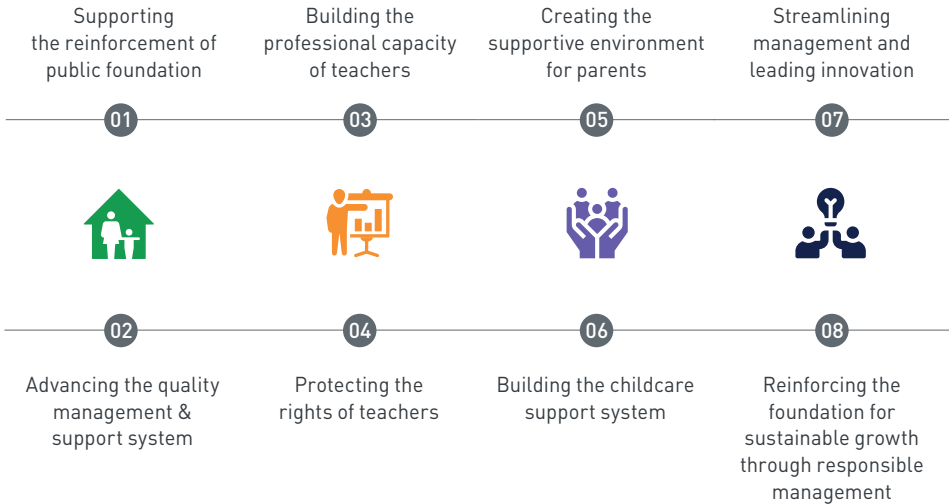 Supporting
the reinforcement of
public foundation
01
Building the
professional capacity
of teachers
03
Creating the
supportive environment
for parents
05
Streamlining
management and
leading innovation
07
02
Advancing the quality
management &
support system
04
Protecting the
rights of teachers
06
Building the childcare
support system
08
Reinforcing the
foundation for
sustainable growth
through responsible
management